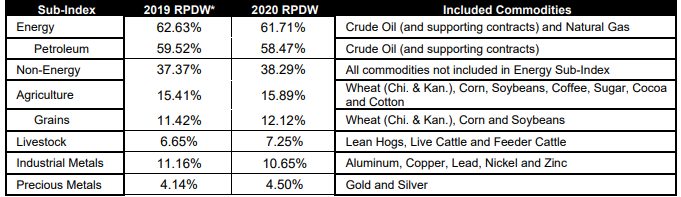 Sub-Index 2019 RPDW* 2020 RPDW Included Commodities
Energy 62.63% 61.71% Crude Oil (and supporting contracts) and Natural Gas
Petroleum 59.52% 58.47% Crude Oil (and supporting contracts)
Non-Energy 37.37% 38.29% All commodities not included in Energy Sub-Index
Agriculture 15.41% 15.89% Wheat (Chi. & Kan.), Corn, Soybeans, Coffee, Sugar, Cocoa
and Cotton
Grains 11.42% 12.12% Wheat (Chi. & Kan.), Corn and Soybeans
Livestock 6.65% 7.25% Lean Hogs, Live Cattle and Feeder Cattle
Industrial Metals 11.16% 10.65% Aluminum, Copper, Lead, Nickel and Zinc
Precious Metals 4.14% 4.50% Gold and Silver